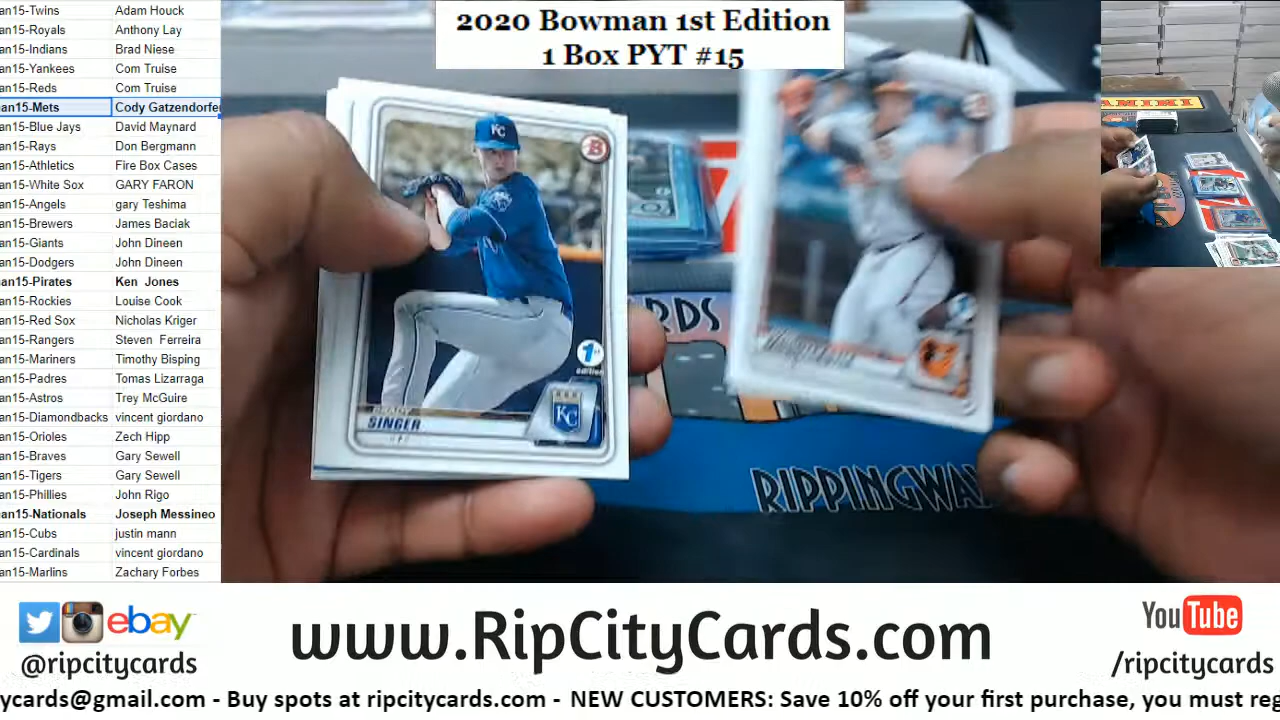 2020 Bowman 1st Edition
1 Box PYT #15
an15-Twins Adam Houck
an15-Royals Anthony Lay
an15-Indians Brad Niese
an15-Yankees Com Truise
an15-Reds Com Truise
an15-Mets Cody Gatzendorfer
an15-Blue Jays David Maynard
an15-Rays Don Bergmann
an15-Athletics Fire Box Cases
an15-White Sox GARY FARON
an15-Angels gary Teshima
an15-Brewers James Baciak
an15-Giants John Dineen
an15-Dodgers John Dineen
an15-Pirates Ken Jones
an15-Rockies Louise Cook
an15-Red Sox Nicholas Kriger
an15-Rangers Steven Ferreira
an15-Mariners Timothy Bisping
an15-Padres Tomas Lizarraga
an15-Astros Trey McGuire
an15-Diamondbacks vincent giordano
an15-Orioles Zech Hipp
an15-Braves Gary Sewell
an15-Tigers Gary Sewell
an15-Phillies John Rigo
an15-Nationals Joseph Messineo
an15-Cubs justin mann
an15-Cardinals vincent giordano
an15-Marlins Zachary Forbes
KC
B
1st
edition
BRADY
SINGER
KC
RDS
RIPPINGWA
PANINI
ebay
@ripcitycards
www.RipCityCards.com
YouTube
/ripcitycards
ycards@gmail.com - Buy spots at ripcitycards.com - NEW CUSTOMERS: Save 10% off your first purchase, you must reg